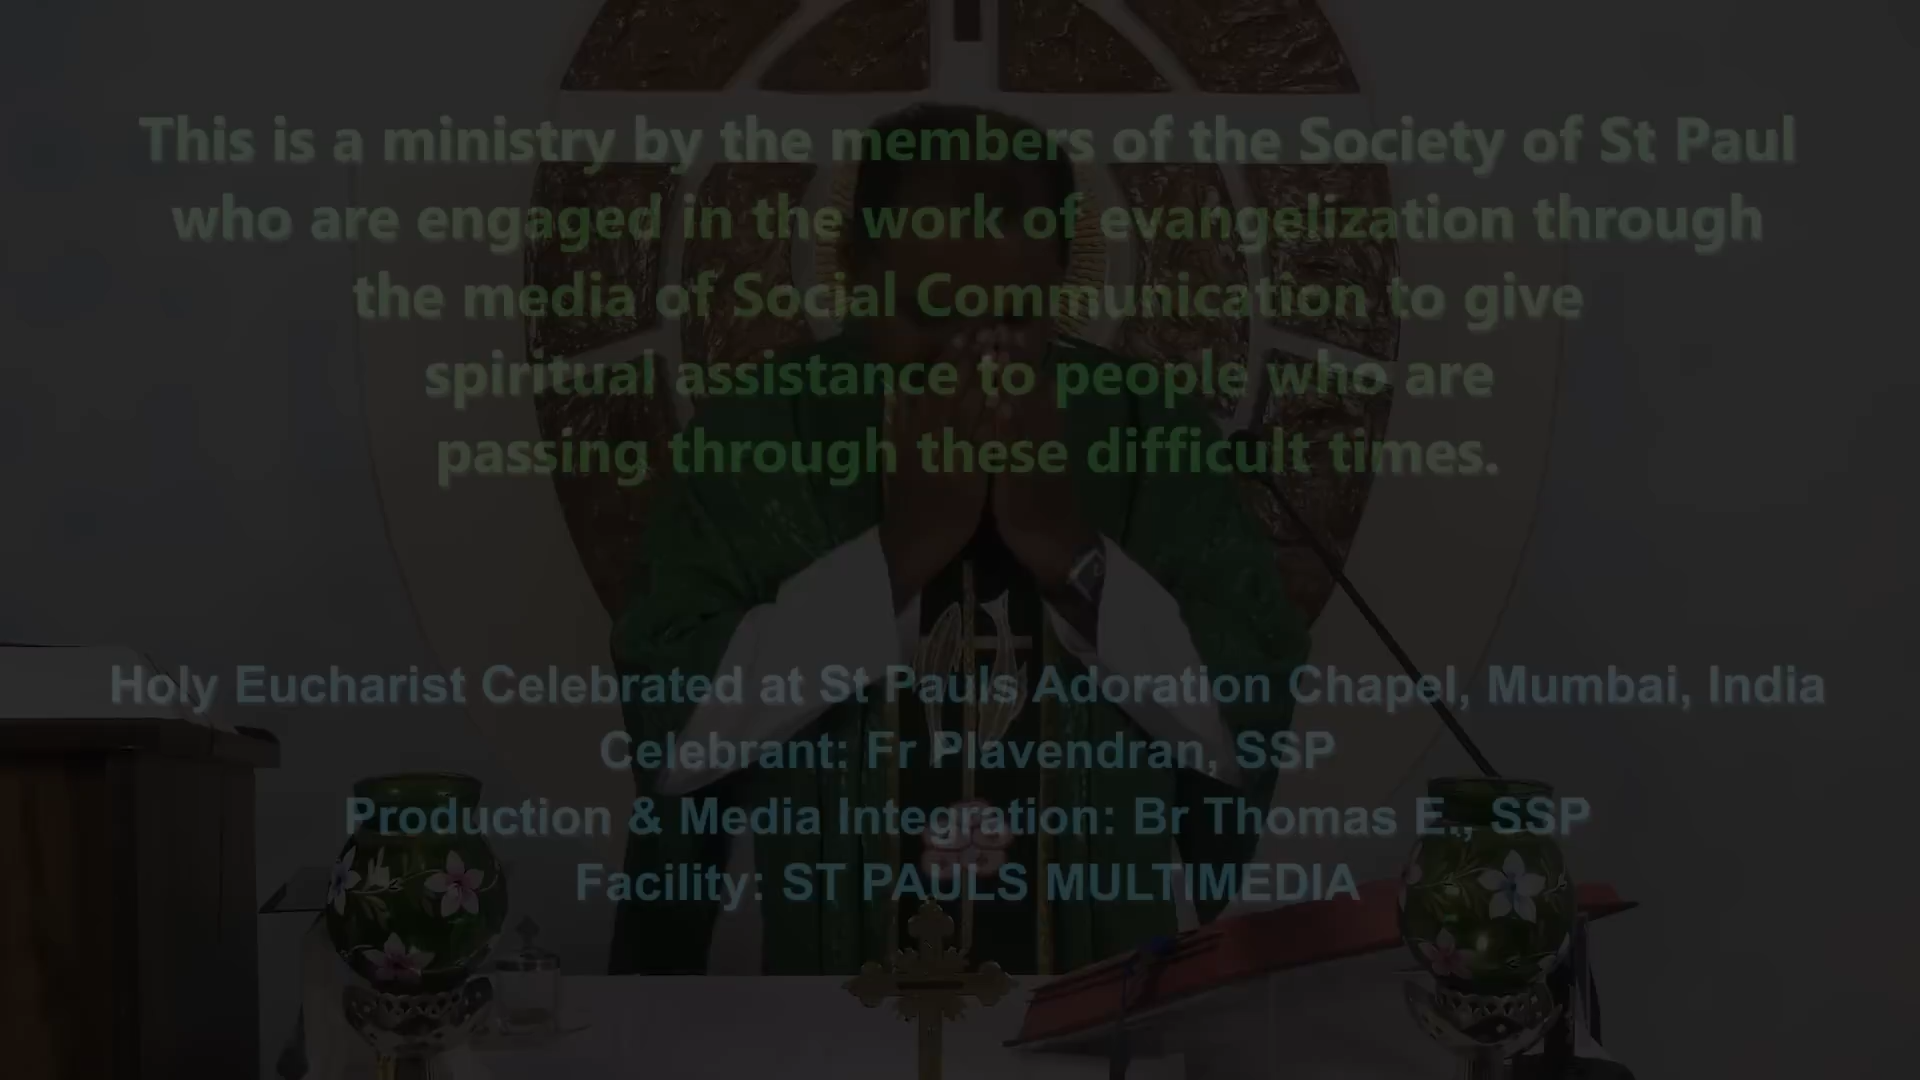 This is a ministry by the members of the Society of St Paul
who are engaged in the work of evangelization through
the media of Social Communication to give
spiritual assistance to people who are
passing through these difficult times.
Holy Eucharist Celebrated at St Pauls Adoration Chapel, Mumbai, India
Celebrant: Fr Plavendran, SSP
Production & Media Integration: Br Thomas E., SSP
Facility: ST PAULS MULTIMEDIA